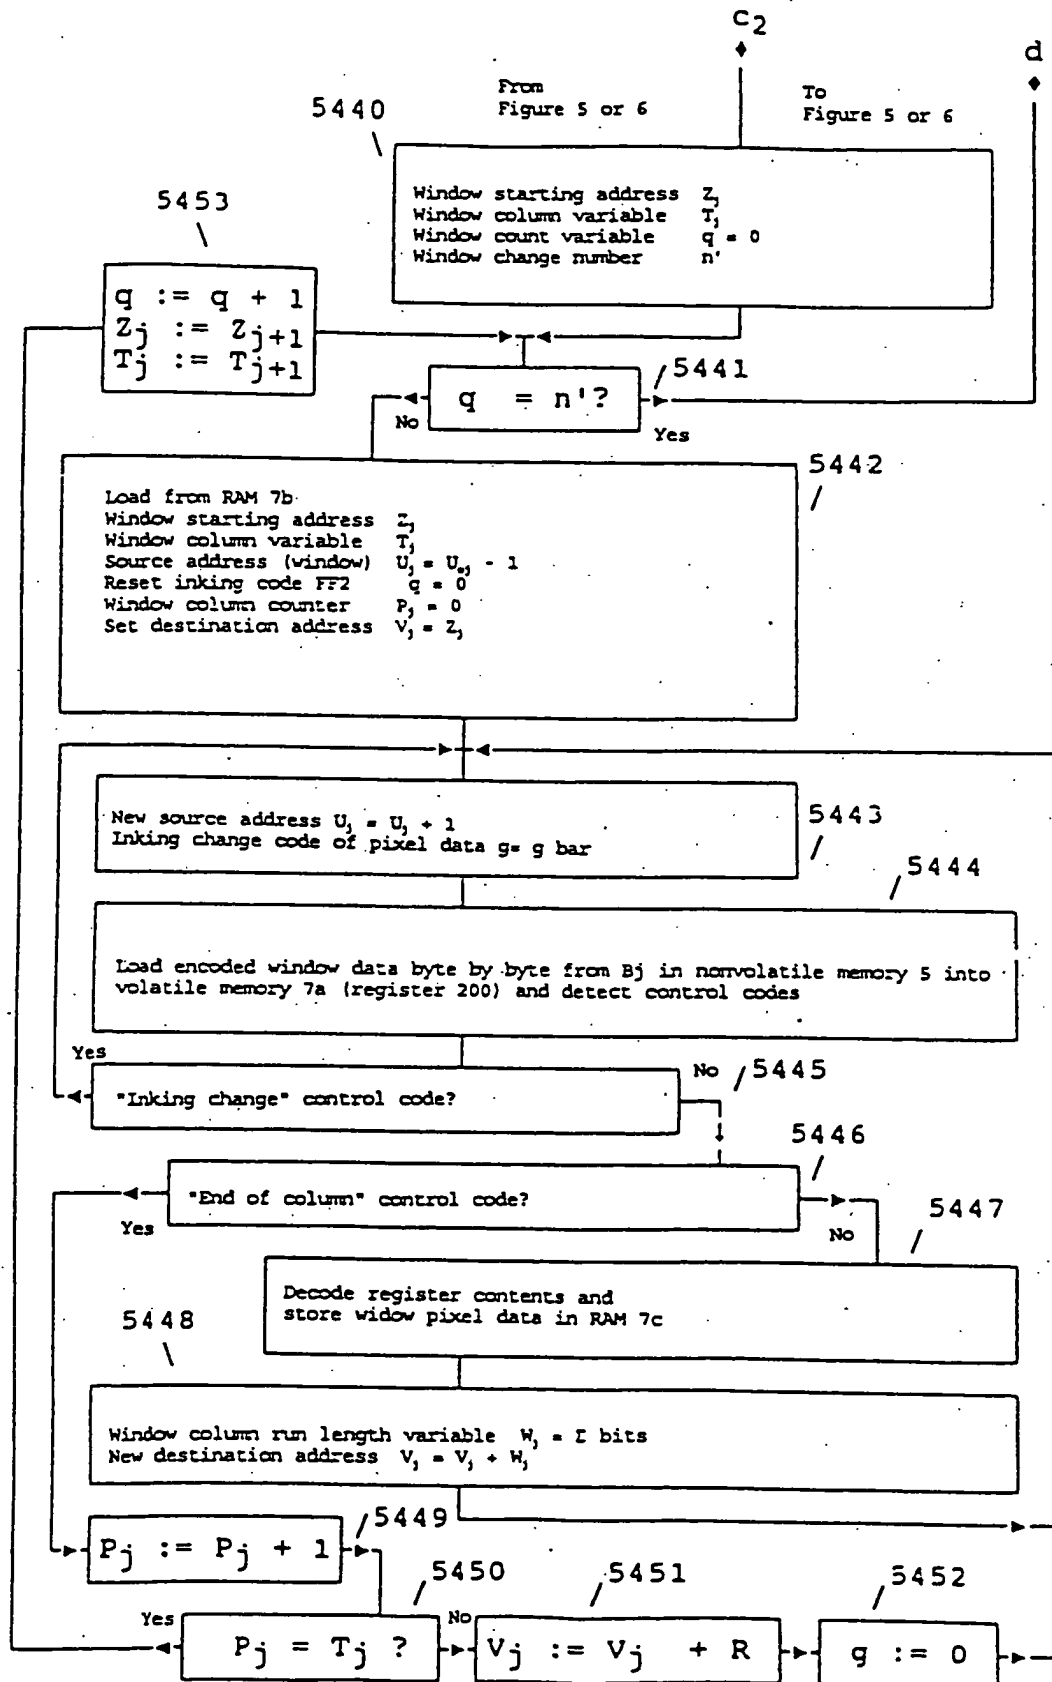 c2
d
From
Figure 5 or 6
To
Figure 5 or 6
5440
Window starting address Zj
Window column variable Tj
Window count variable q = 0
Window change number n'
5453
q := q + 1
Zj := Zj+1
Tj := Tj+1
5441
q = n'?
No
Yes
5442
Load from RAM 7b
Window starting address Zj
Window column variable Tj
Source address (window) Uj = Uoj - 1
Reset inking code FF2 g = 0
Window column counter Pj = 0
Set destination address Vj = Zj
5443
New source address Uj = Uj + 1
Inking change code of pixel data g= g bar
5444
Load encoded window data byte by byte from Bj in nonvolatile memory 5 into
volatile memory 7a (register 200) and detect control codes
Yes
No
5445
"Inking change" control code?
5446
"End of column" control code?
Yes
No
5447
Decode register contents and
store widow pixel data in RAM 7c
5448
Window column run length variable Wj = Σ bits
New destination address Vj = Vj + Wj
5449
Pj := Pj + 1
5450
5451
5452
Yes
Pj = Tj ?
No
Vj := Vj + R
g := 0